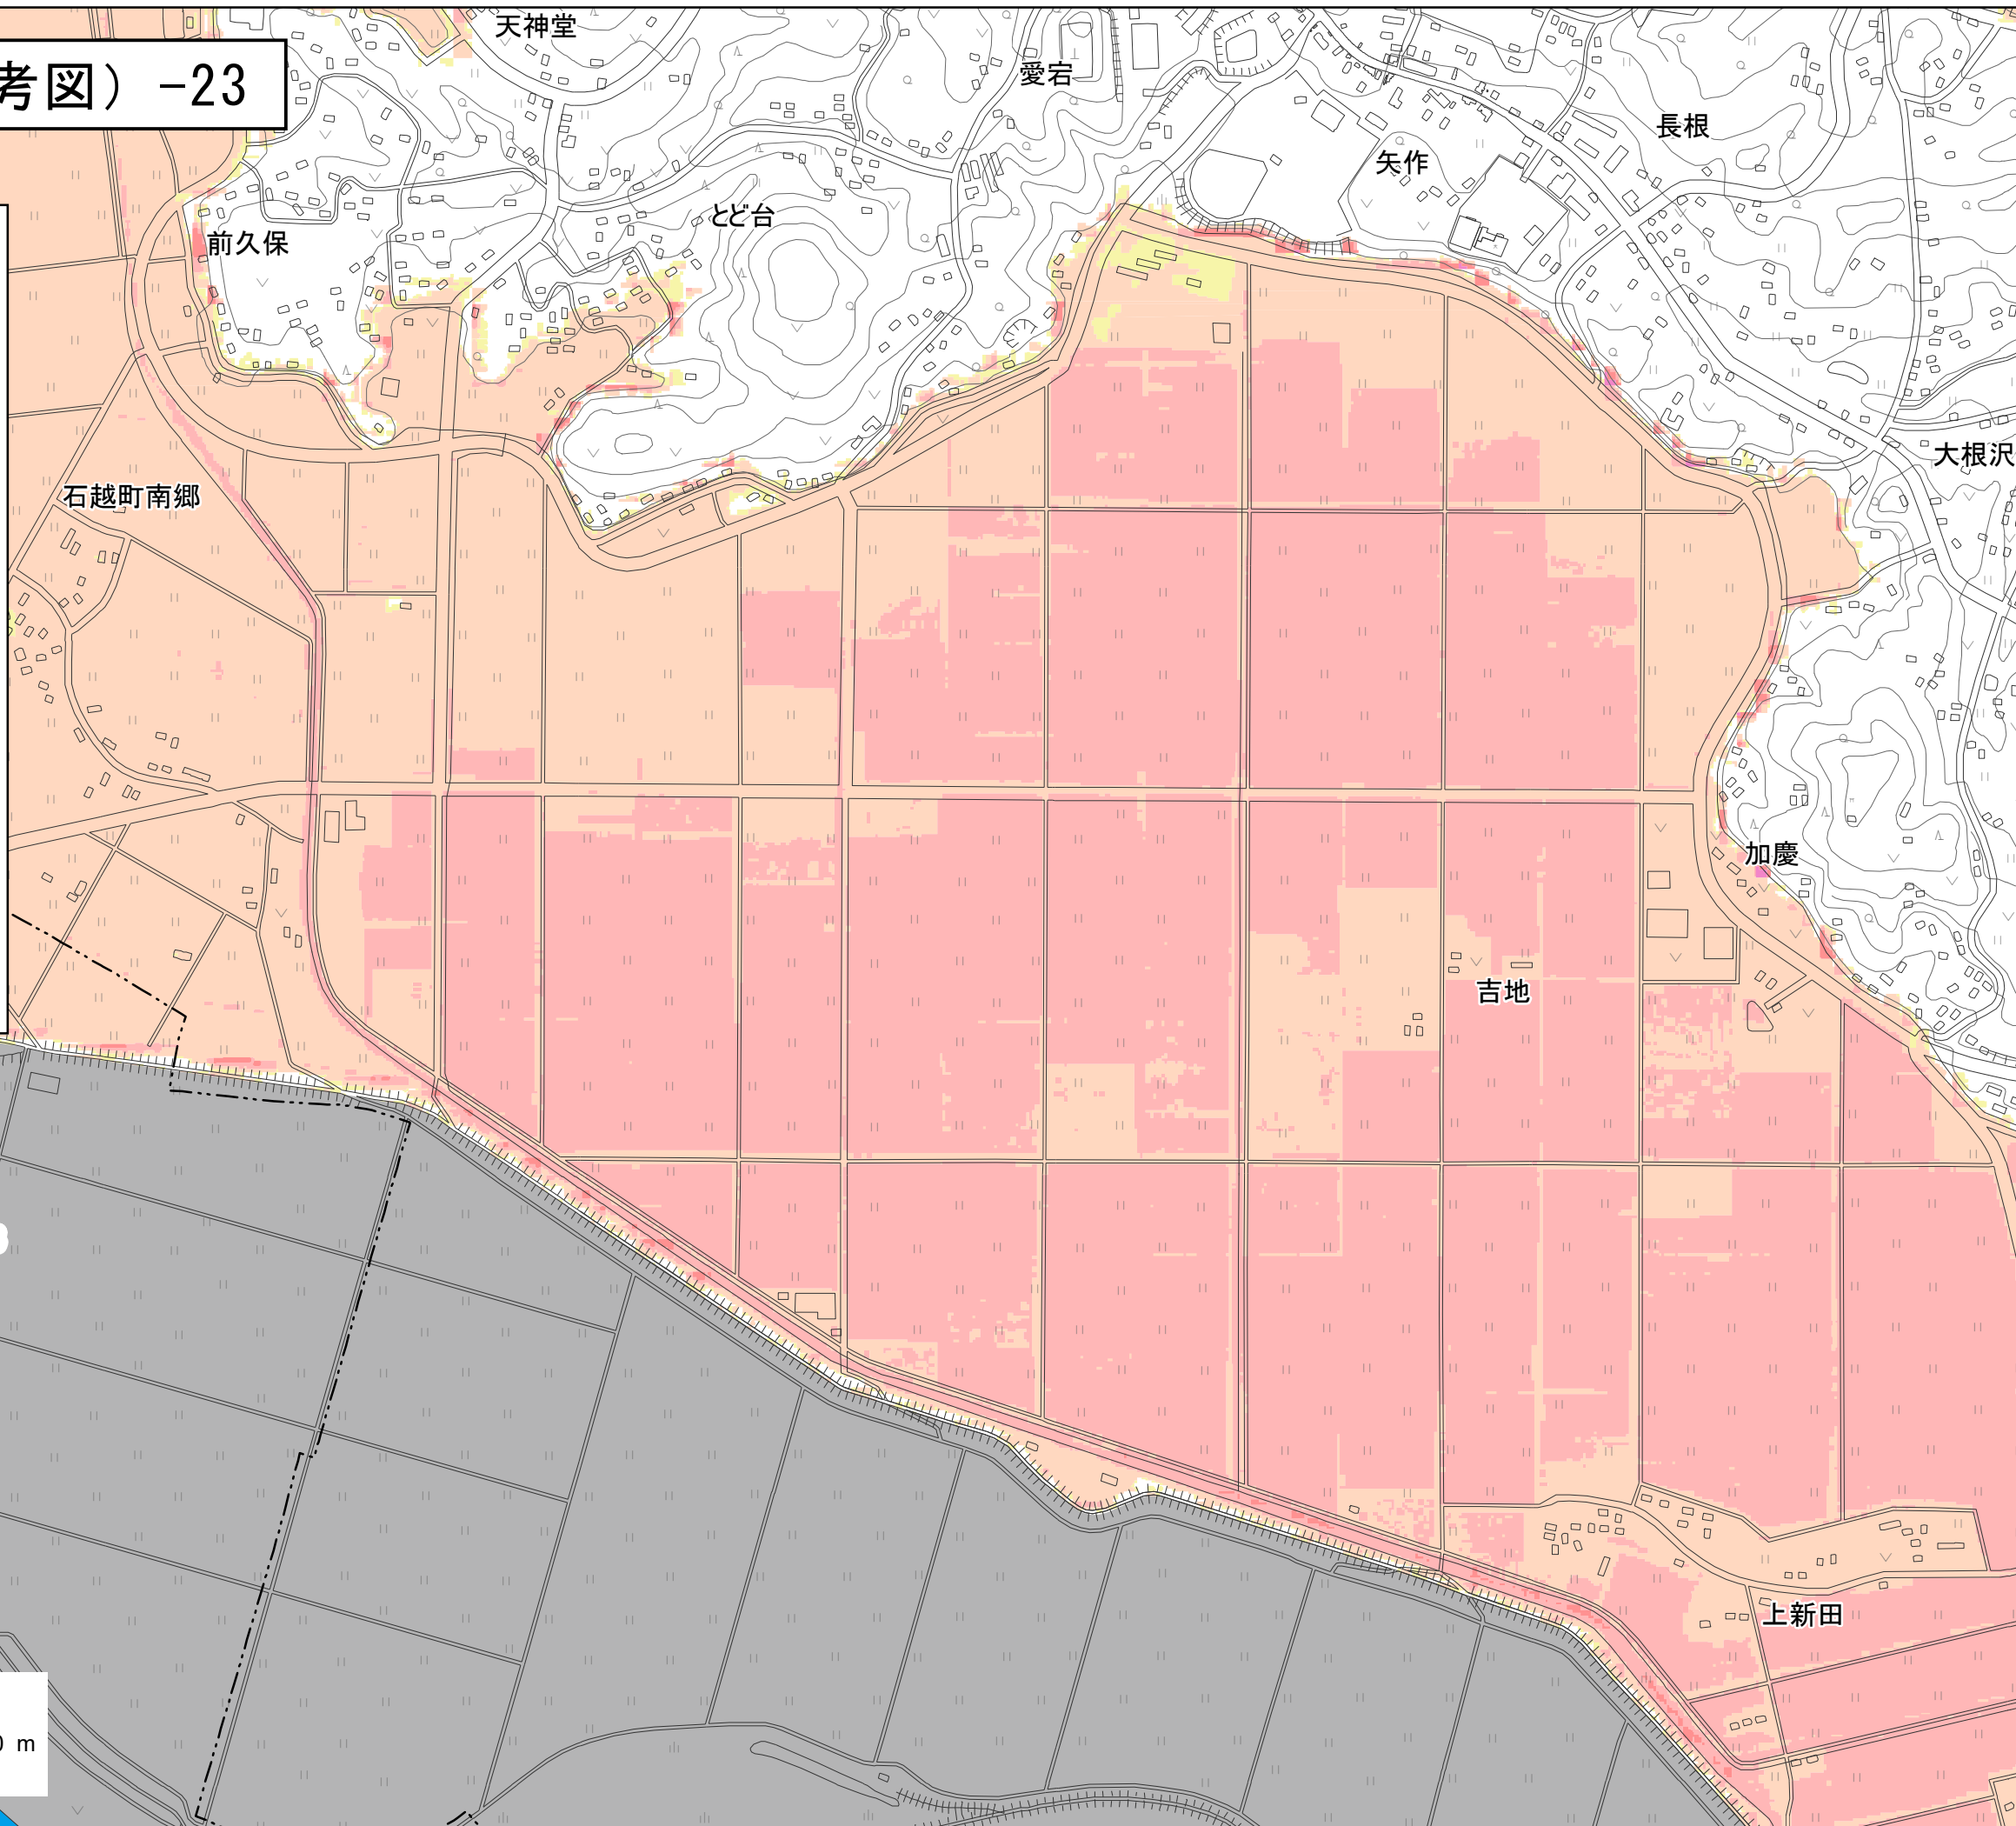 天神堂
考図） -23
愛宕
長根
矢作
とど台
前久保
大根沢
石越町南郷
加慶
吉地
上新田
0 m